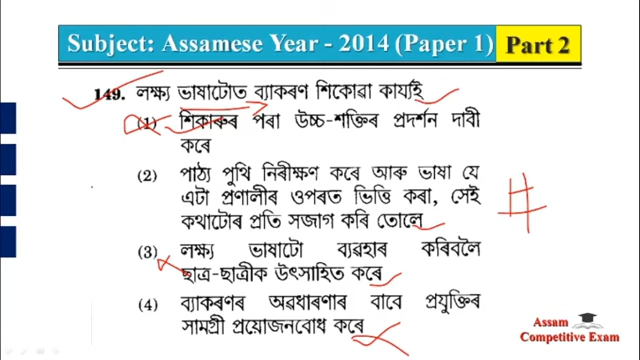 Subject: Assamese Year - 2014 (Paper 1) Part 2
149. লক্ষ্য ভাষাটোত ব্যাকৰণ শিকোৱা কাৰ্যই
(1) শিকাৰুৰ পৰা উচ্চ-শক্তিৰ প্ৰদৰ্শন দাবী
কৰে
(2) পাঠ্য পুথি নিৰীক্ষণ কৰে আৰু ভাষা যে
এটা প্ৰণালীৰ ওপৰত ভিত্তি কৰা, সেই
কথাটোৰ প্ৰতি সজাগ কৰি তোলে
(3) লক্ষ্য ভাষাটো ব্যৱহাৰ কৰিবলৈ
ছাত্ৰ-ছাত্ৰীক উৎসাহিত কৰে
(4) ব্যাকৰণৰ অৱধাৰণাৰ বাবে প্ৰযুক্তিৰ
সামগ্ৰী প্ৰয়োজনবোধ কৰে
Assam
Competitive Exam